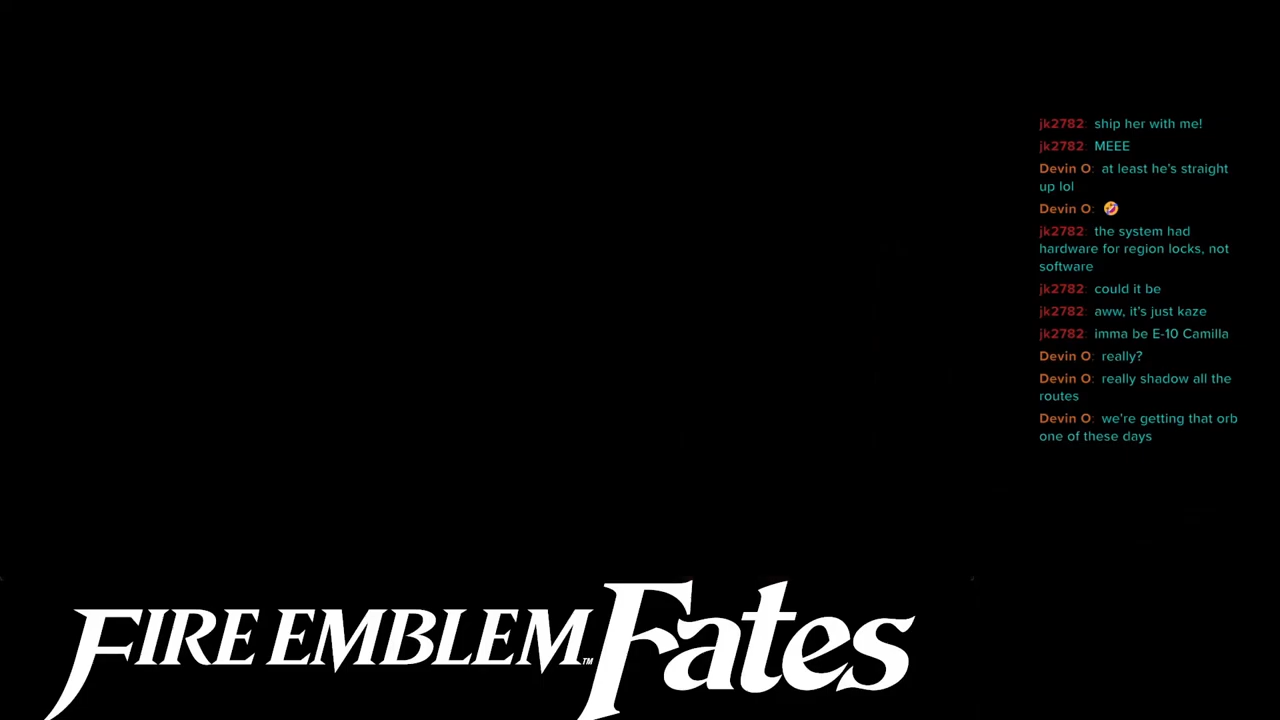 jk2782: ship her with me!
jk2782: MEEE
Devin O: at least he's straight
up lol
Devin O: 🤣
jk2782: the system had
hardware for region locks, not
software
jk2782: could it be
jk2782: aww, it's just kaze
jk2782: imma be E-10 Camilla
Devin O: really?
Devin O: really shadow all the
routes
Devin O: we're getting that orb
one of these days
FIRE EMBLEM™ Fates